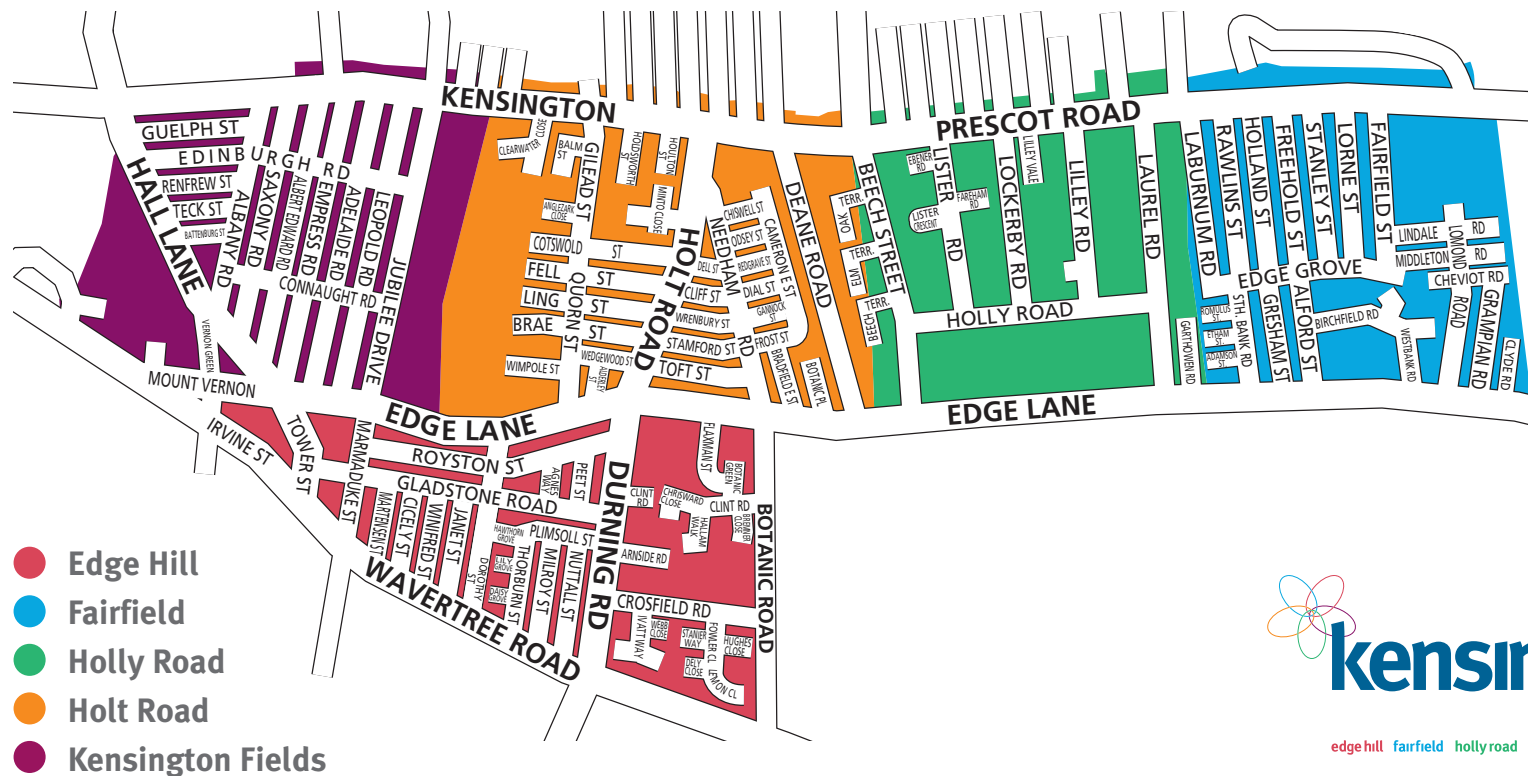 KENSINGTON
PRESCOT ROAD
GUELPH ST
EDINBURGH RD
RENFREW ST
TECK ST
BATTENBURG ST
HALL LANE
ALBANY RD
SAXONY RD
ALBERT EDWARD RD
EMPRESS RD
ADELAIDE RD
LEOPOLD RD
JUBILEE DRIVE
CONNAUGHT RD
VERNON GREEN
MOUNT VERNON
IRVINE ST
TOWER ST
CLEARWATER
CLOSE
BALM
ST
GILEAD ST
HOLDSWORTH
ST
HOULTON
ST
MINTO CLOSE
ANGLEZARK
CLOSE
COTSWOLD
ST
FELL
ST
LING
ST
BRAE
ST
QUORN ST
WIMPOLE ST
WEDGEWOOD ST
AUDLEY
ST
HOLT ROAD
NEEDHAM
RD
DELL ST
CLIFF ST
WRENBURY ST
STAMFORD ST
TOFT ST
CHISWELL ST
ODSEY ST
REDGRAVE ST
DIAL ST
GANNOCK
ST
FROST ST
BRADFIELD E ST
CAMERON E ST
BOTANIC PL
DEANE ROAD
OAK
TERR.
ELM
TERR.
BEECH
TERR.
BEECH STREET
EBENER
RD
LISTER
RD
LISTER
CRESCENT
FAREHAM
RD
LOCKERBY RD
LILLEY VALE
LILLEY RD
LAUREL RD
HOLLY ROAD
GARTHOWEN RD
LABURNUM RD
RAWLINS ST
HOLLAND ST
FREEHOLD ST
STANLEY ST
LORNE ST
FAIRFIELD ST
EDGE GROVE
ROMULUS
ST.
ETHAM
ST.
ADAMSON
ST.
STH. BANK RD
GRESHAM ST
ALFORD ST
BIRCHFIELD RD
WESTBANK RD
LINDALE
RD
MIDDLETON
RD
LOMOND
ROAD
CHEVIOT RD
GRAMPIAN RD
CLYDE RD
EDGE LANE
EDGE LANE
MARMADUKE ST
ROYSTON ST
GLADSTONE ROAD
AGNES
WAY
PEET ST
MARTENSEN ST
CICELY ST
WINFRED ST
JANET ST
HAWTHORN
GROVE
PLIMSOLL ST
LILY
GROVE
DAISY
GROVE
DOROTHY
ST
THORBURN ST
MILROY ST
NUTTALL ST
WAVERTREE ROAD
DURNING RD
FLAXMAN ST
BOTANIC
GREEN
CLINT
RD
CHRISWARD
CLOSE
CLINT RD
HALLAM
WALK
BREMNER
CLOSE
ARNSIDE RD
CROSFIELD RD
BOTANIC ROAD
IVATT WAY
WEBB
CLOSE
STANIER
WAY
FOWLER CL
HUGHES
CLOSE
DELY
CLOSE
LEMON CL
Edge Hill
Fairfield
Holly Road
Holt Road
Kensington Fields
kensin
edge hill fairfield holly road